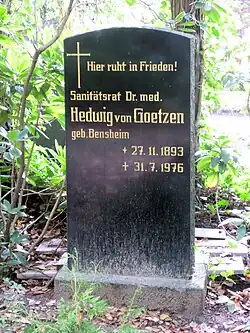 Hier ruht in Frieden!
Sanitätsrat Dr. med.
Hedwig von Goetzen
geb. Bensheim
✝ 27. 11. 1893
✝ 31. 7. 1976